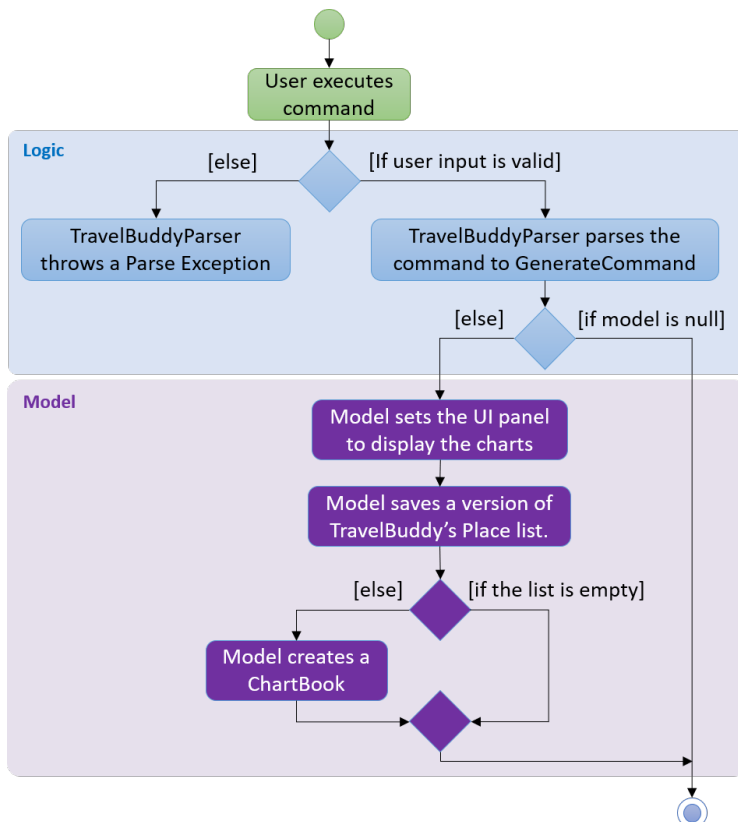 User executes
command
Logic
[else]
[If user input is valid]
TravelBuddyParser
throws a Parse Exception
TravelBuddyParser parses the
command to GenerateCommand
[else]
[if model is null]
Model
Model sets the UI panel
to display the charts
Model saves a version of
TravelBuddy’s Place list.
[else]
[if the list is empty]
Model creates a
ChartBook